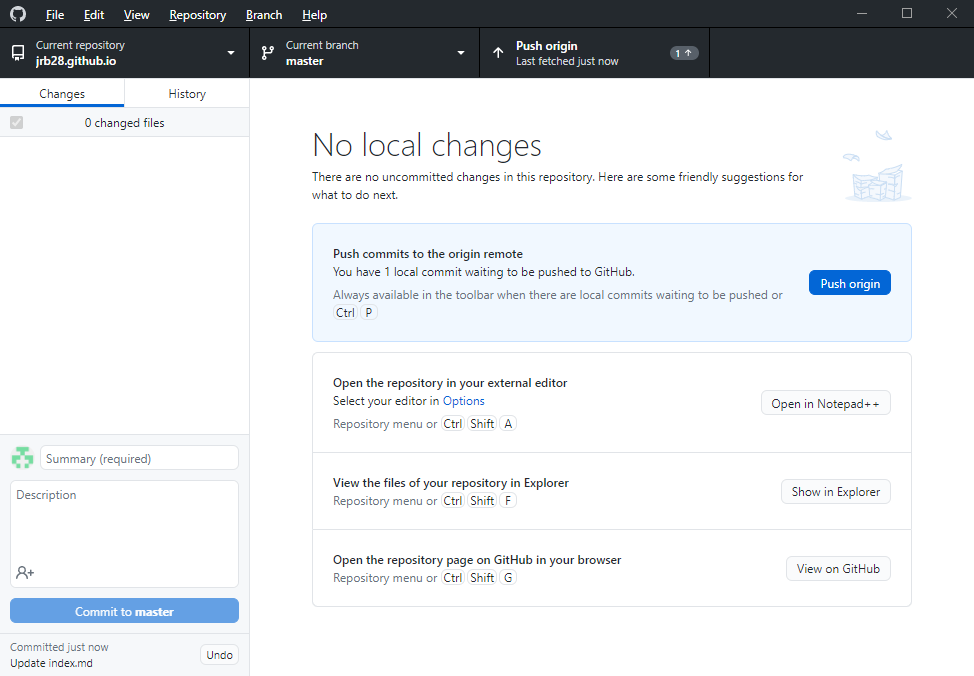 File Edit View Repository Branch Help
Current repository
jrb28.github.io
Current branch
master
Push origin
Last fetched just now
1
Changes History
0 changed files
No local changes
There are no uncommitted changes in this repository. Here are some friendly suggestions for
what to do next.
Push commits to the origin remote
You have 1 local commit waiting to be pushed to GitHub.
Always available in the toolbar when there are local commits waiting to be pushed or
Ctrl P
Push origin
Open the repository in your external editor
Select your editor in Options
Repository menu or Ctrl Shift A
Open in Notepad++
View the files of your repository in Explorer
Repository menu or Ctrl Shift F
Show in Explorer
Open the repository page on GitHub in your browser
Repository menu or Ctrl Shift G
View on GitHub
Summary (required)
Description
Commit to master
Committed just now
Update index.md
Undo